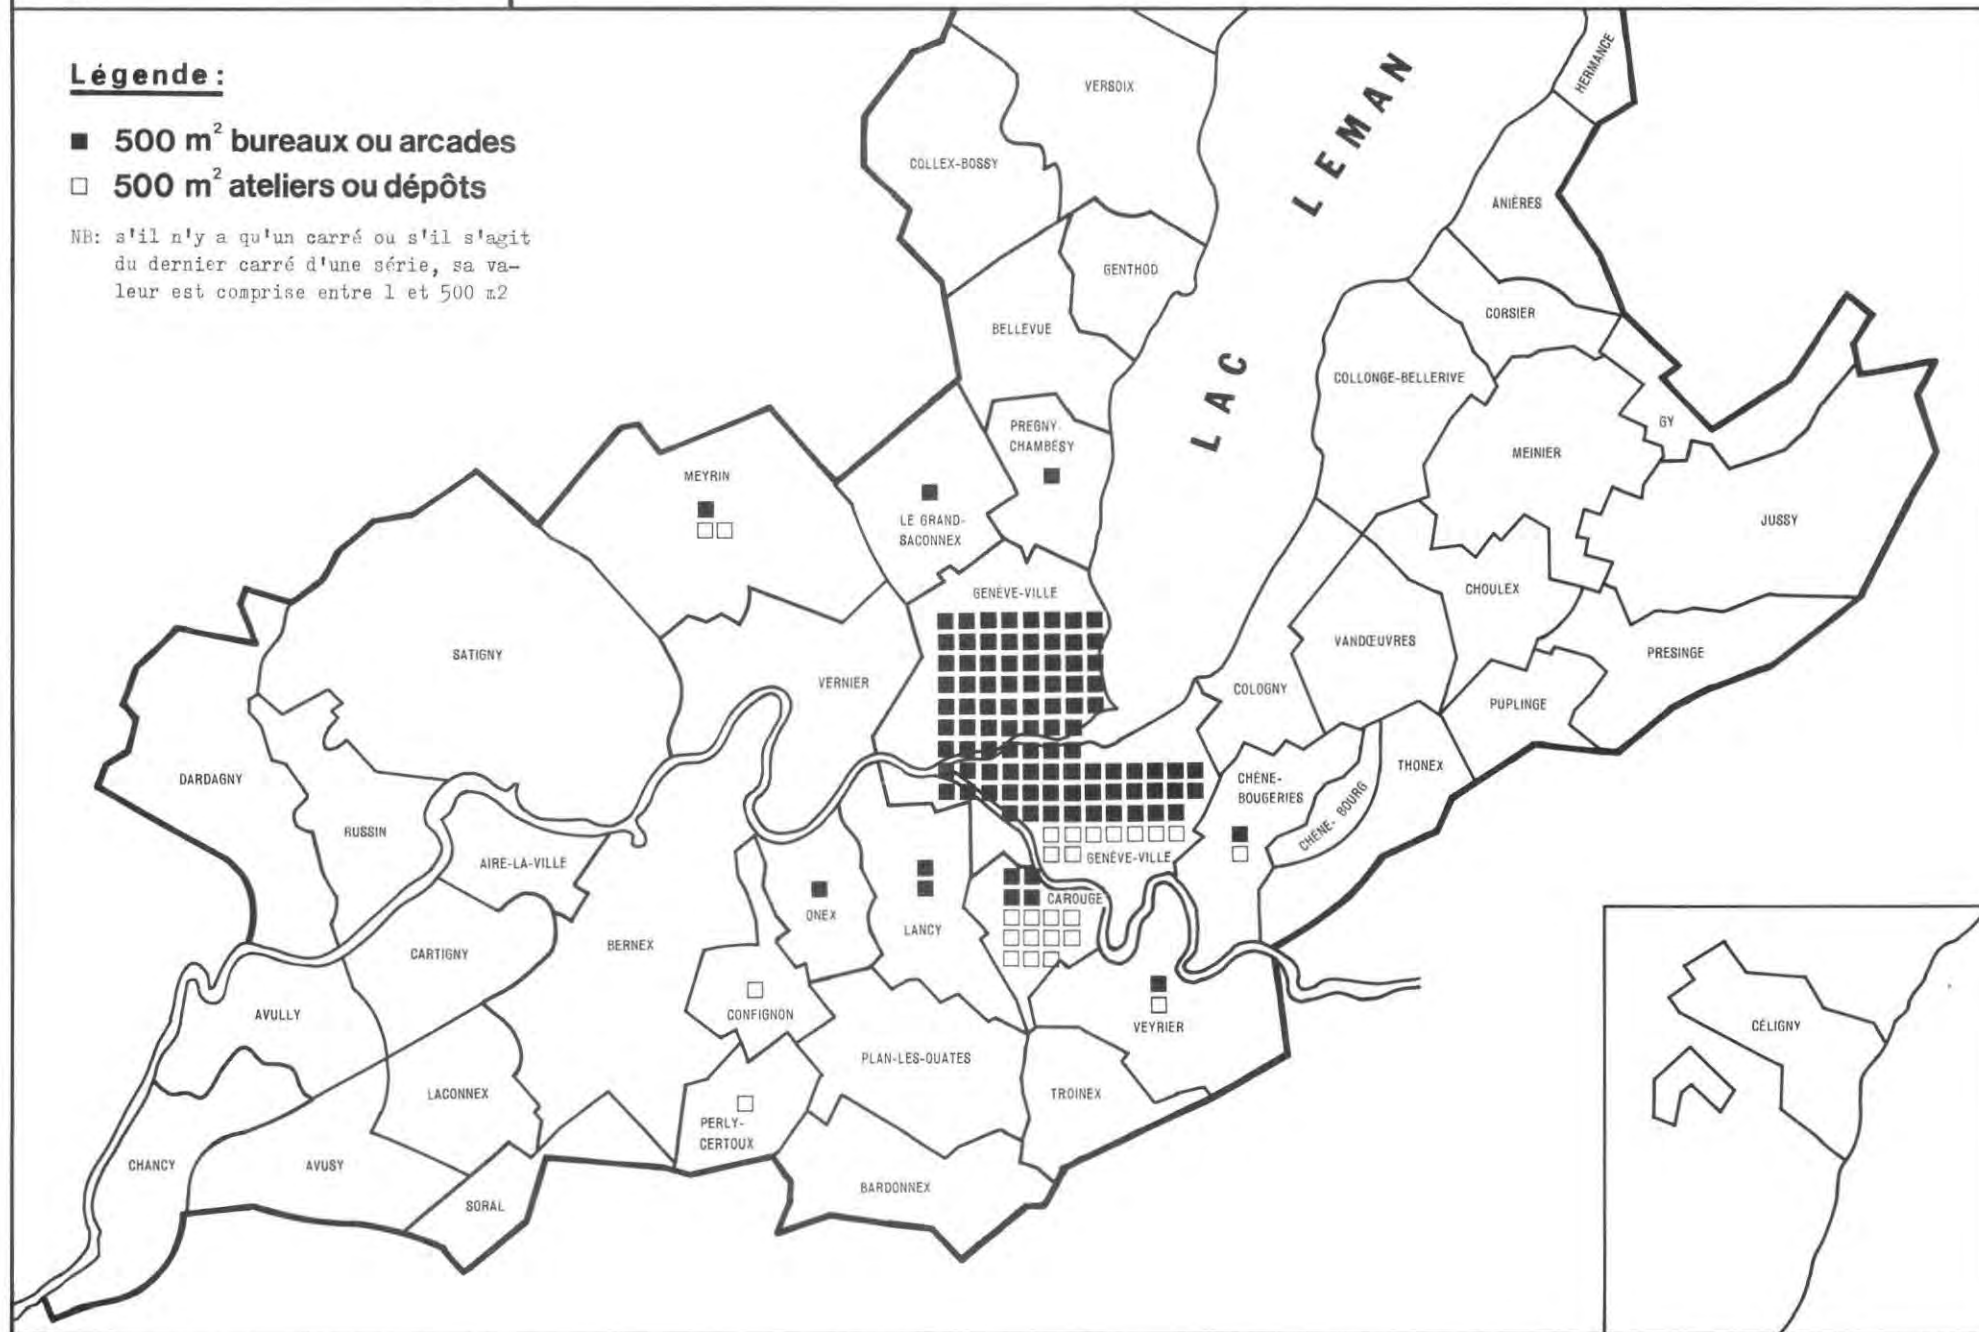 Légende :
500 m² bureaux ou arcades
500 m² ateliers ou dépôts
NB: s'il n'y a qu'un carré ou s'il s'agit
du dernier carré d'une série, sa va-
leur est comprise entre 1 et 500 m2
HERMANCE
VERSOIX
LAC LEMAN
COLLEX-BOSSY
ANIÈRES
GENTHOD
CORSIER
BELLEVUE
COLLONGE-BELLERIVE
GY
PREGNY-
CHAMBÉSY
MEINIER
MEYRIN
LE GRAND-
SACONNEX
JUSSY
GENÈVE-VILLE
CHOULEX
VANDŒUVRES
PRESINGE
SATIGNY
VERNIER
COLOGNY
PUPLINGE
DARDAGNY
THONEX
CHÊNE-
BOUGERIES
CHÊNE-BOURG
RUSSIN
AIRE-LA-VILLE
GENÈVE-VILLE
CAROUGE
ONEX
LANCY
BERNEX
CARTIGNY
AVULLY
CONFIGNON
VEYRIER
CÉLIGNY
PLAN-LES-OUATES
LACONNEX
TROINEX
PERLY-
CERTOUX
CHANCY
AVUSY
BARDONNEX
SORAL